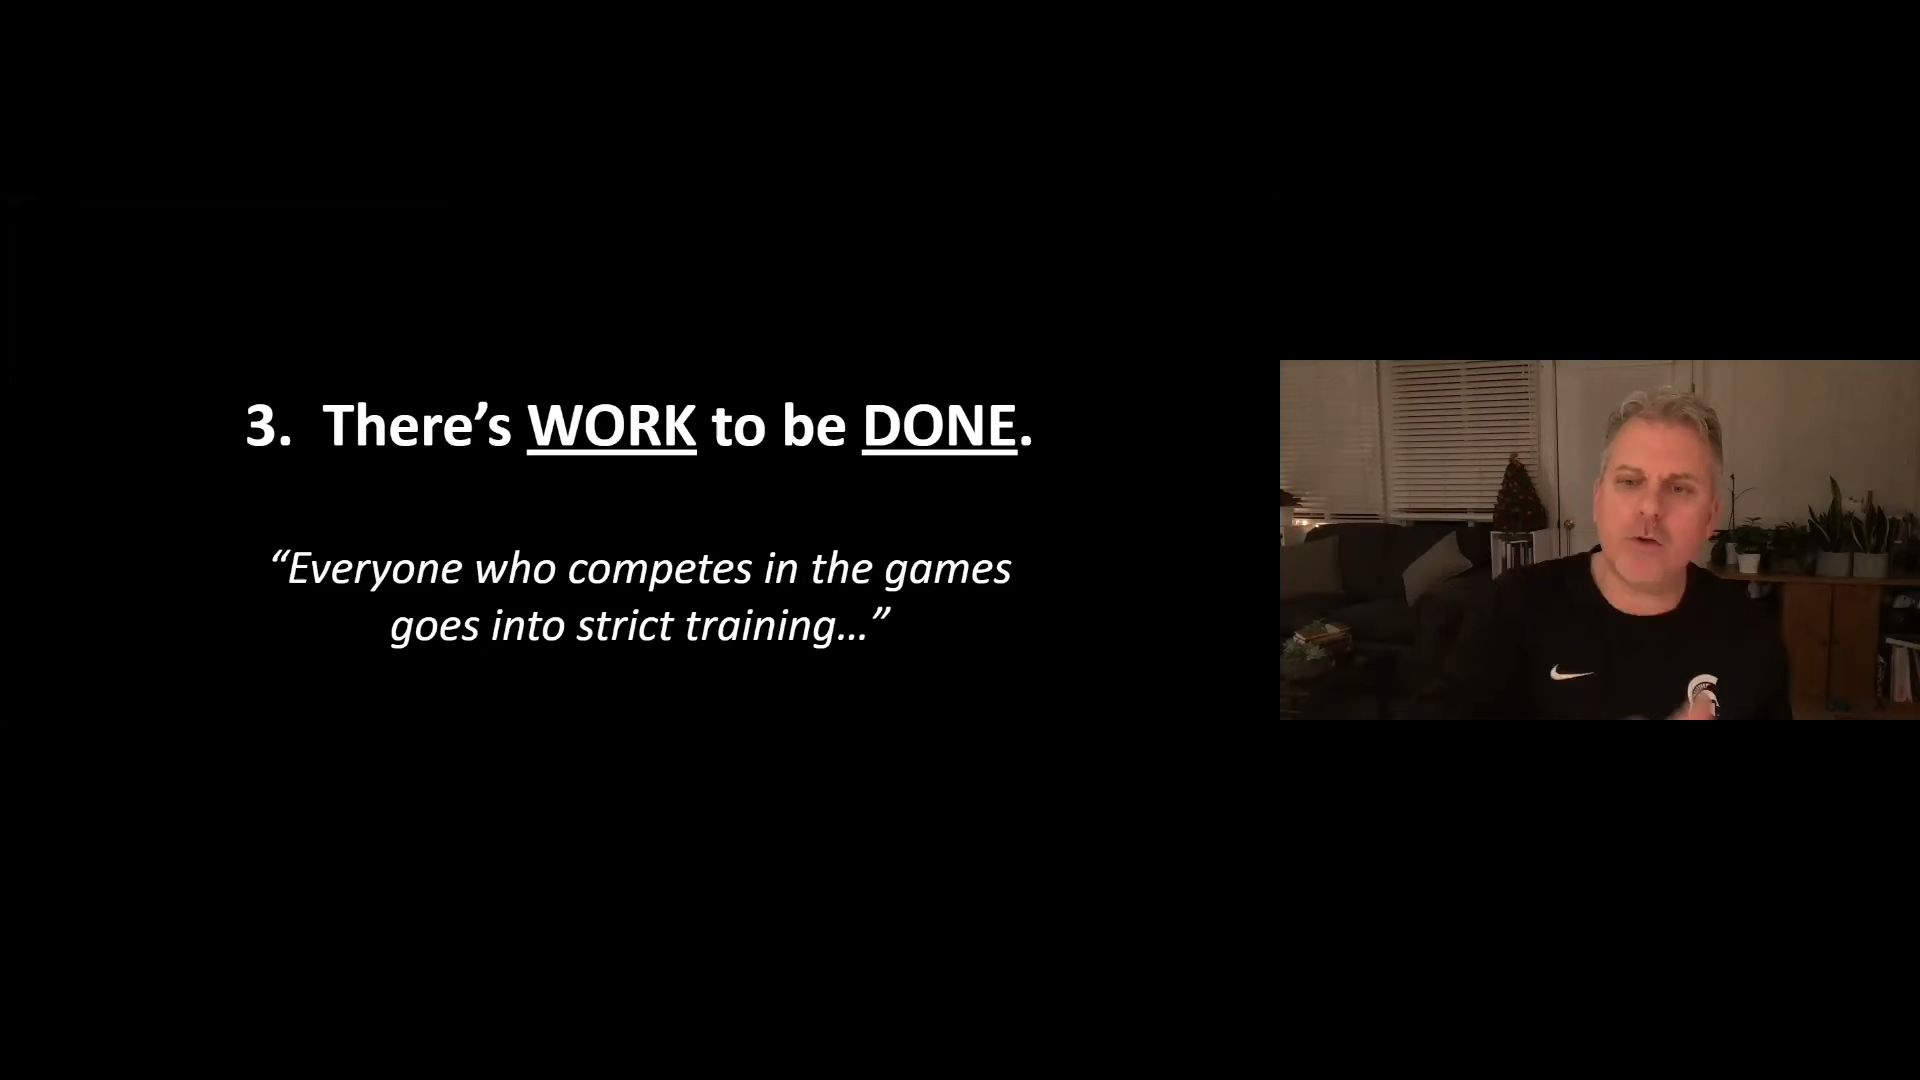 3.  There’s WORK to be DONE.
“Everyone who competes in the games
goes into strict training...”